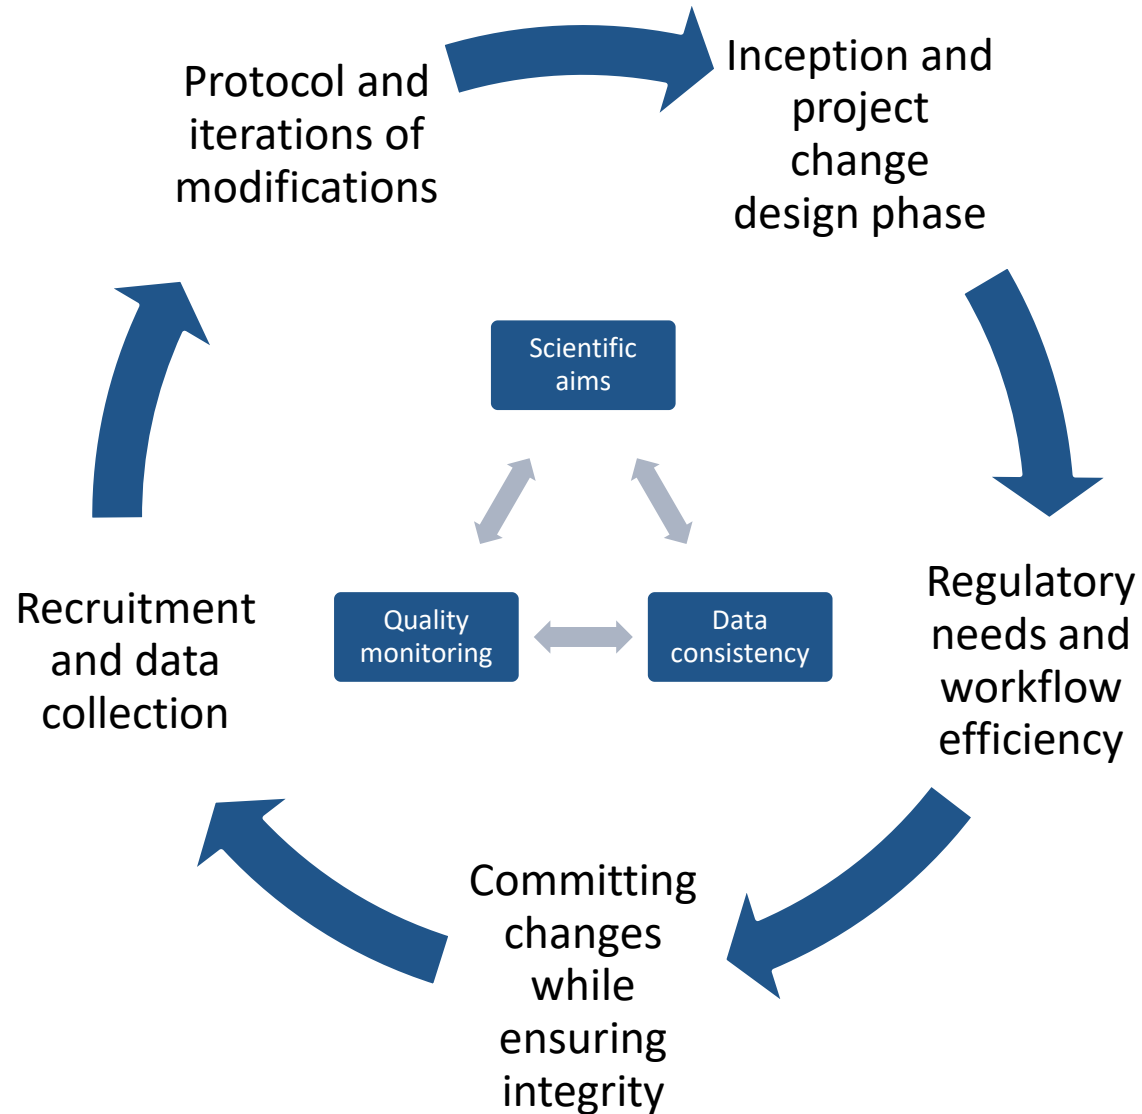 Protocol and
iterations of
modifications
Inception and
project
change
design phase
Scientific
aims
Regulatory
needs and
workflow
efficiency
Recruitment
and data
collection
Quality
monitoring
Data
consistency
Committing
changes
while
ensuring
integrity